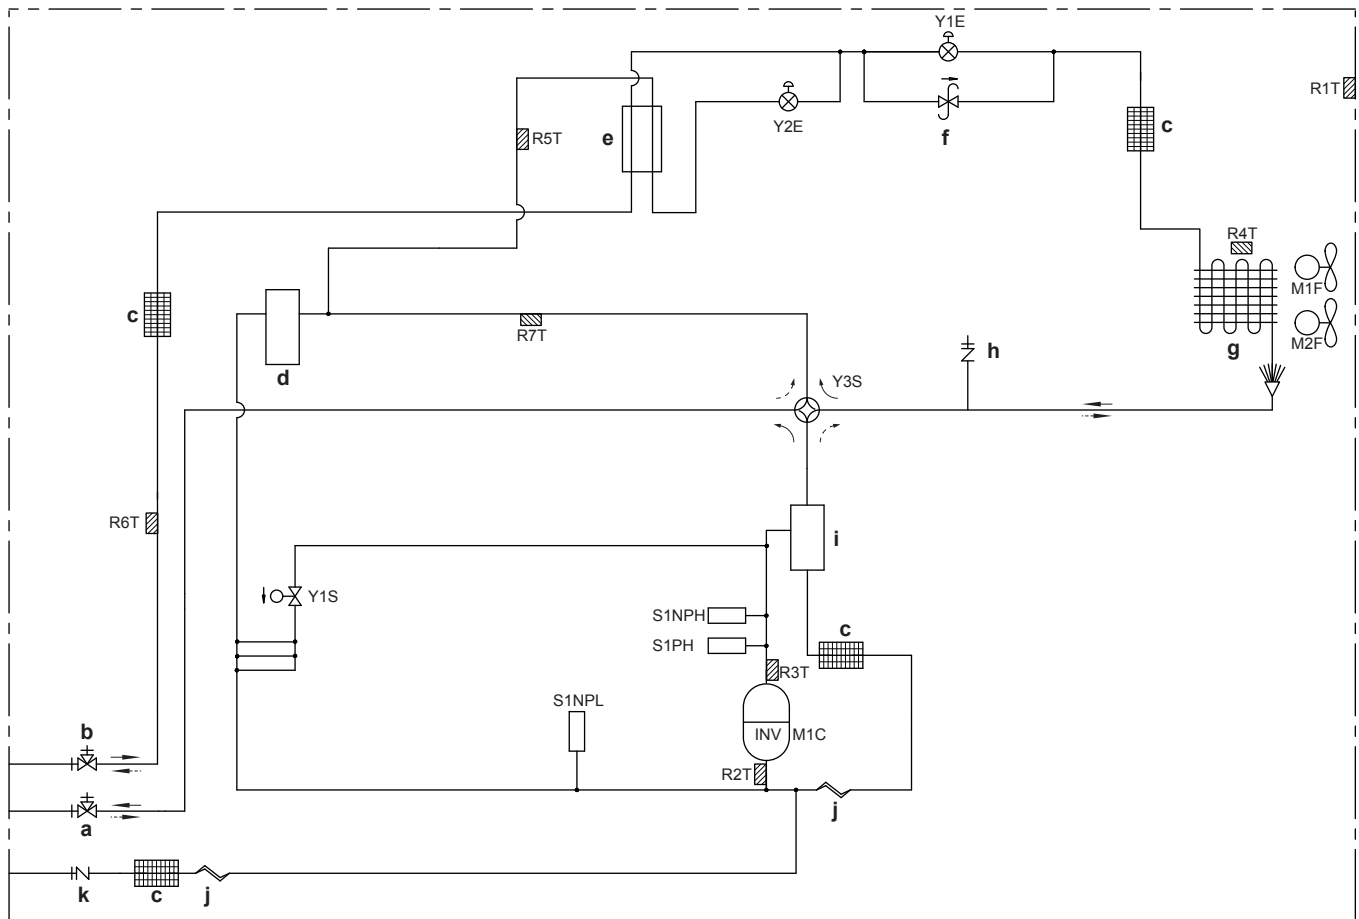 Y1E
R1T
Y2E
f
c
e
R5T
R4T
M1F
M2F
g
c
R7T
d
h
Y3S
R6T
i
Y1S
S1NPH
S1PH
c
R3T
S1NPL
INV
M1C
b
R2T
a
j
k
c
j